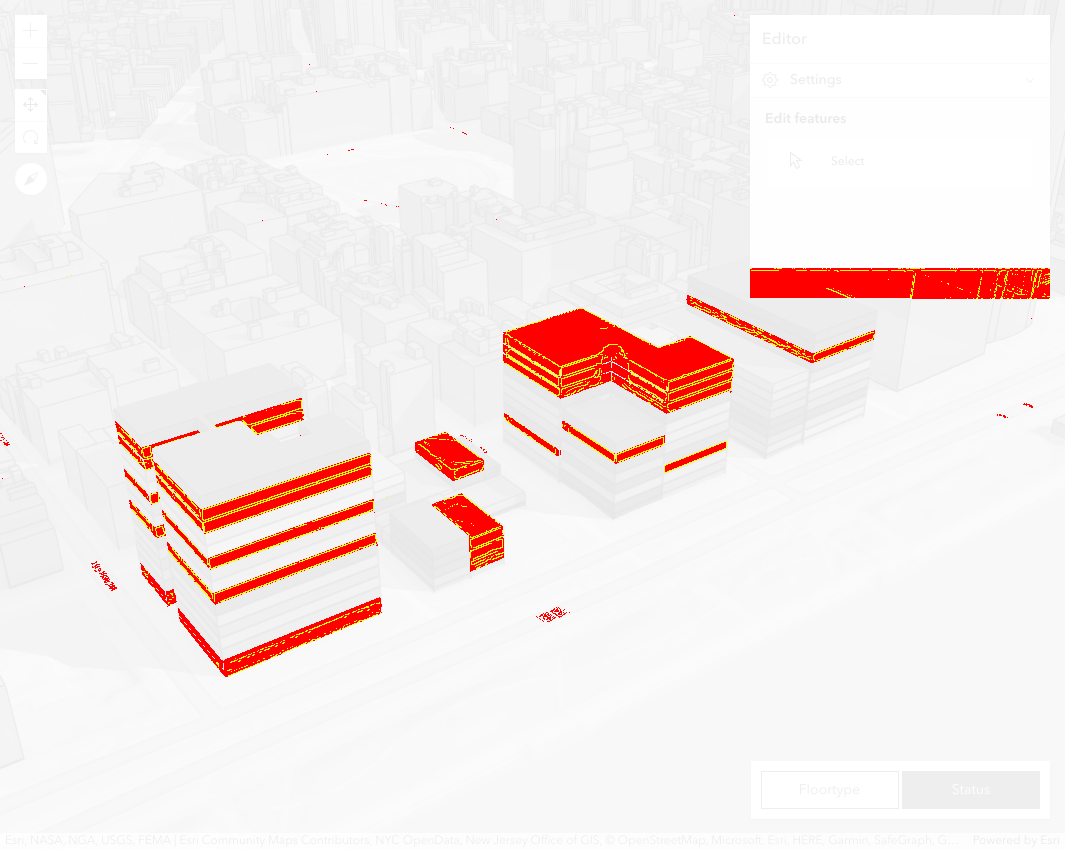 Editor
Settings
Edit features
Select
Floortype
Status
Esri, NASA, NGA, USGS, FEMA | Esri Community Maps Contributors, NYC OpenData, New Jersey Office of GIS, © OpenStreetMap, Microsoft, Esri, HERE, Garmin, SafeGraph, G...
Powered by Esri